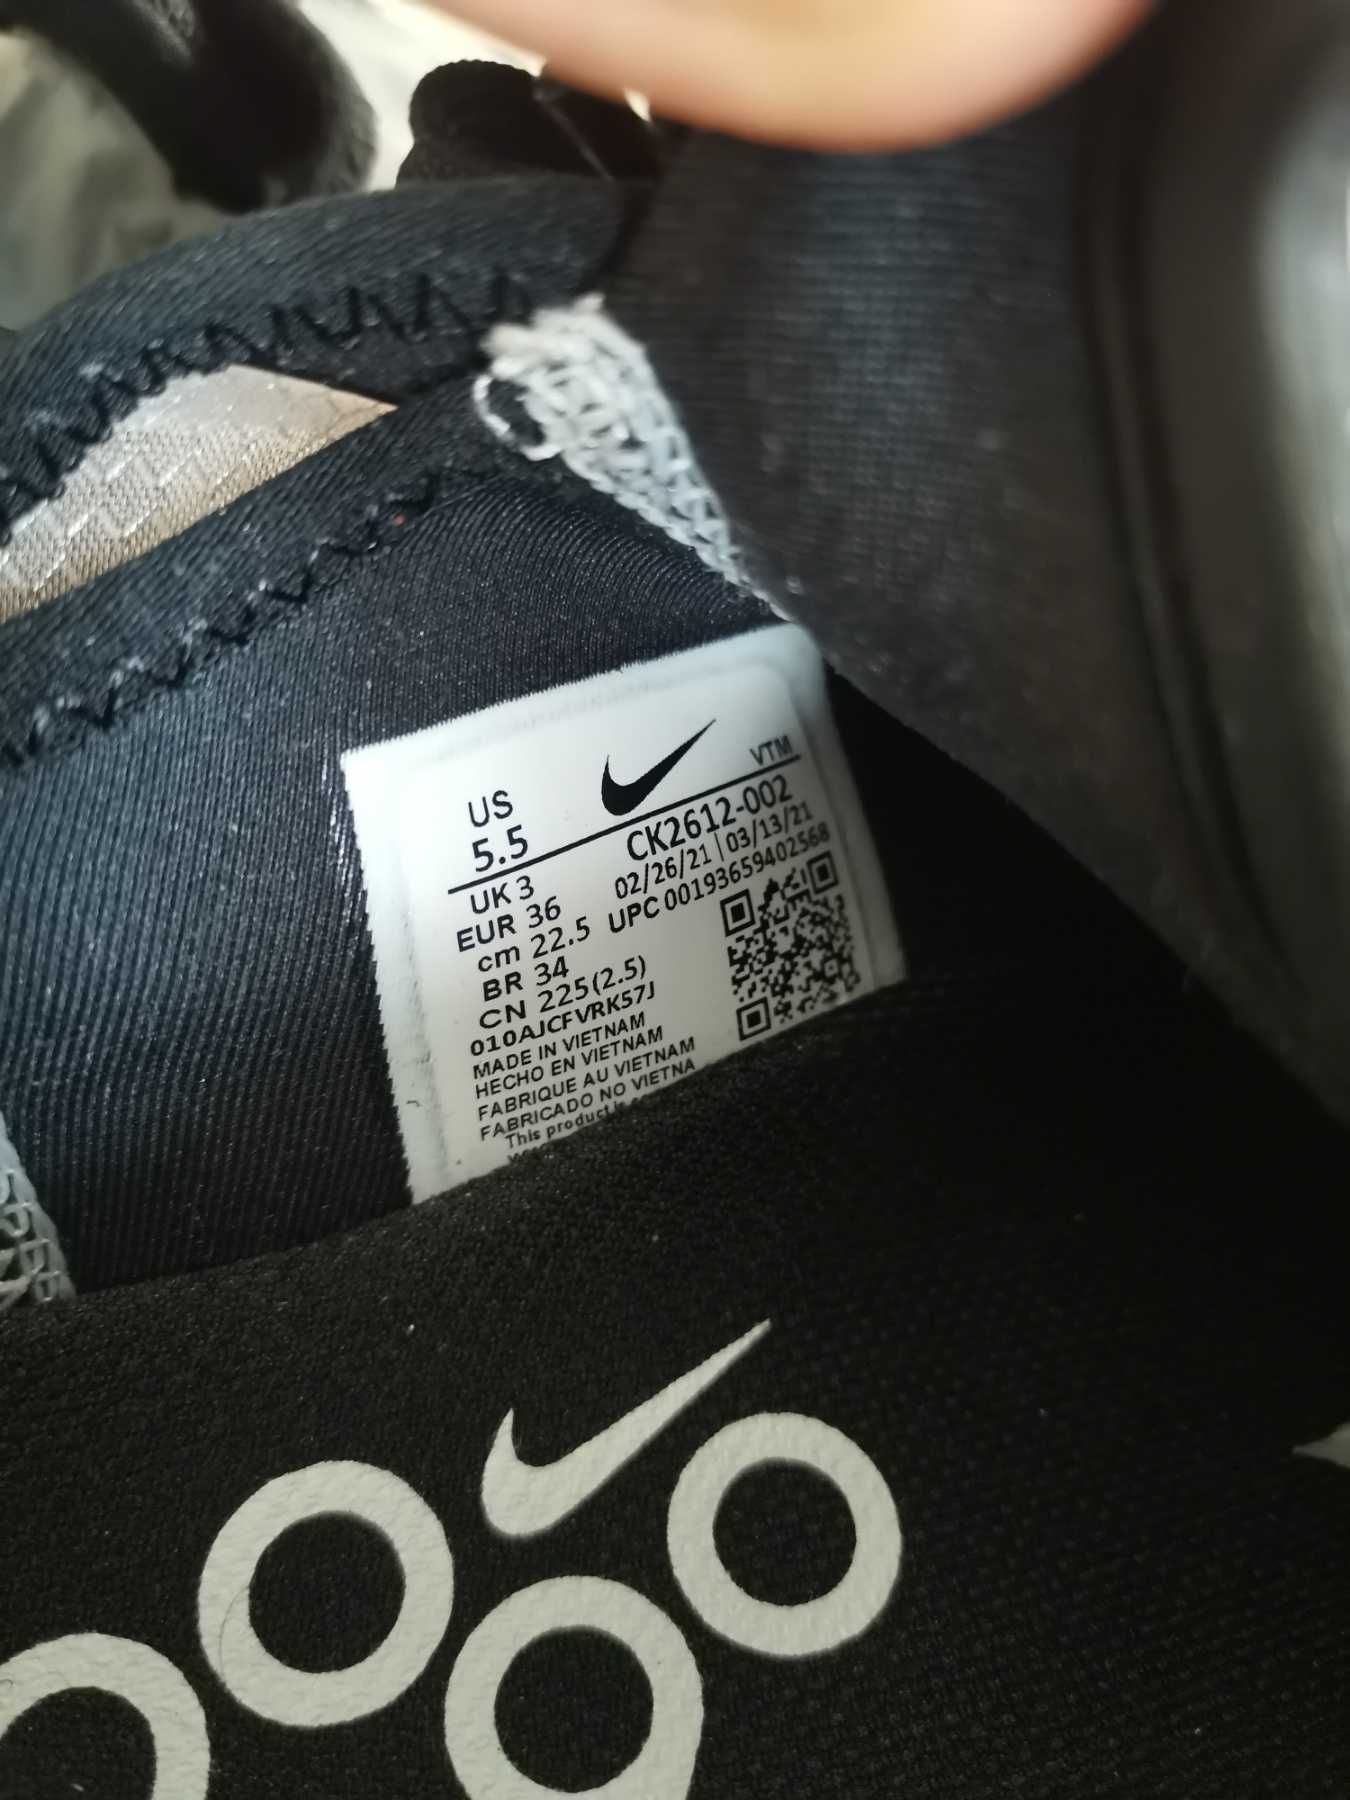 US
5.5
VTM
UK 3
CK2612-002
EUR 36
02/26/21 | 03/13/21
cm 22.5
UPC 00193659402568
BR 34
CN 225(2.5)
010AJCFVRK57J
MADE IN VIETNAM
HECHO EN VIETNAM
FABRIQUE AU VIETNAM
FABRICADO NO VIETNA
This product